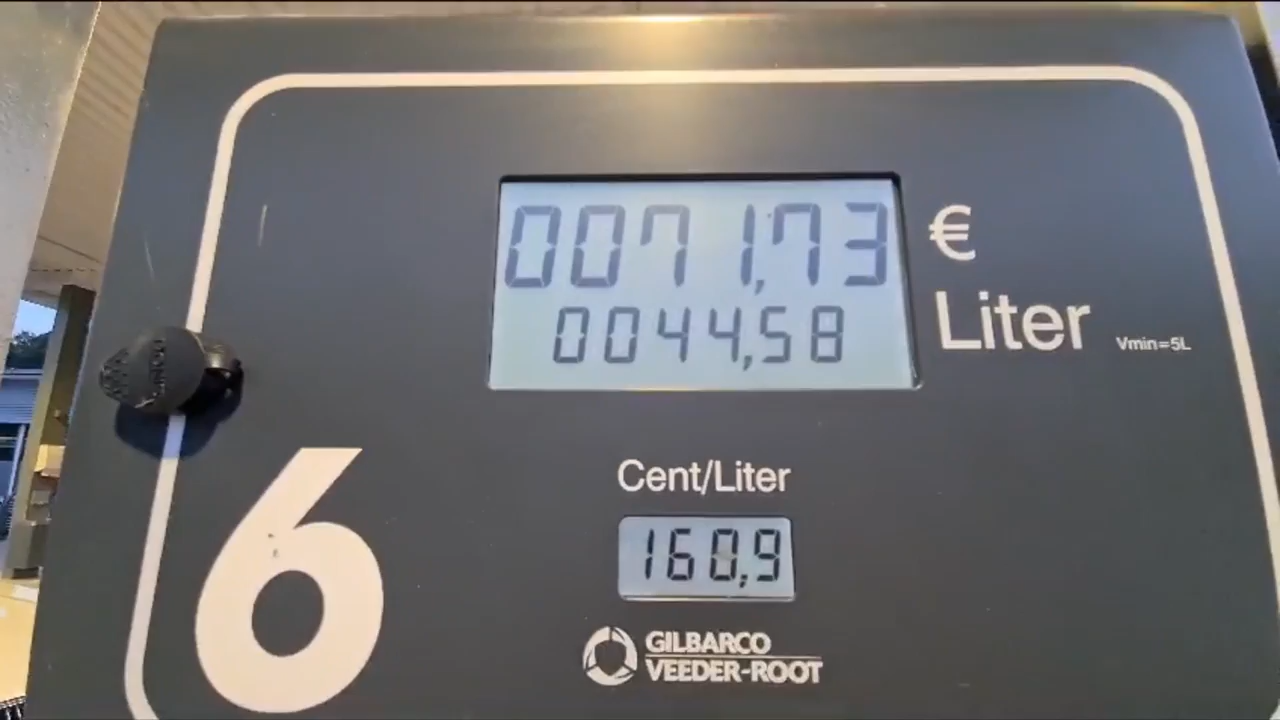 0071,73 €
0044,58 Liter Vmin=5L
Cent/Liter
160,9
6
GILBARCO
VEEDER-ROOT